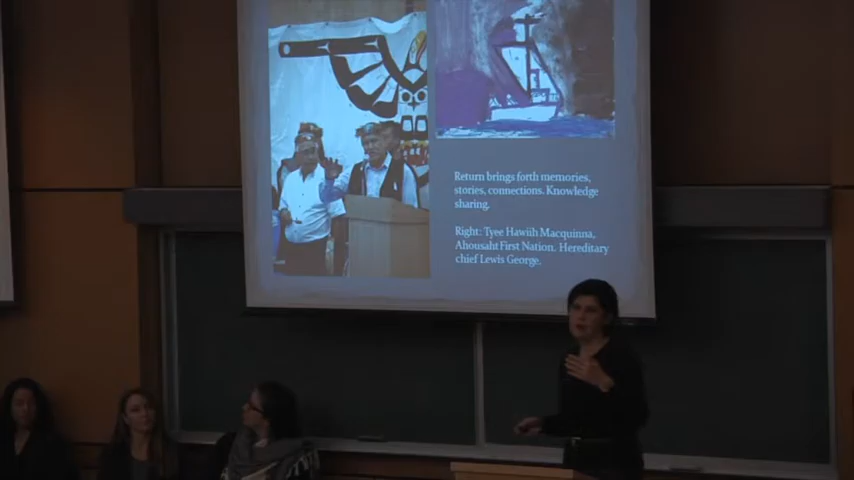 Return brings forth memories,
stories, connections. Knowledge
sharing.
Right: Tyee Hawiih Macquinna,
Ahousaht First Nation. Hereditary
chief Lewis George.